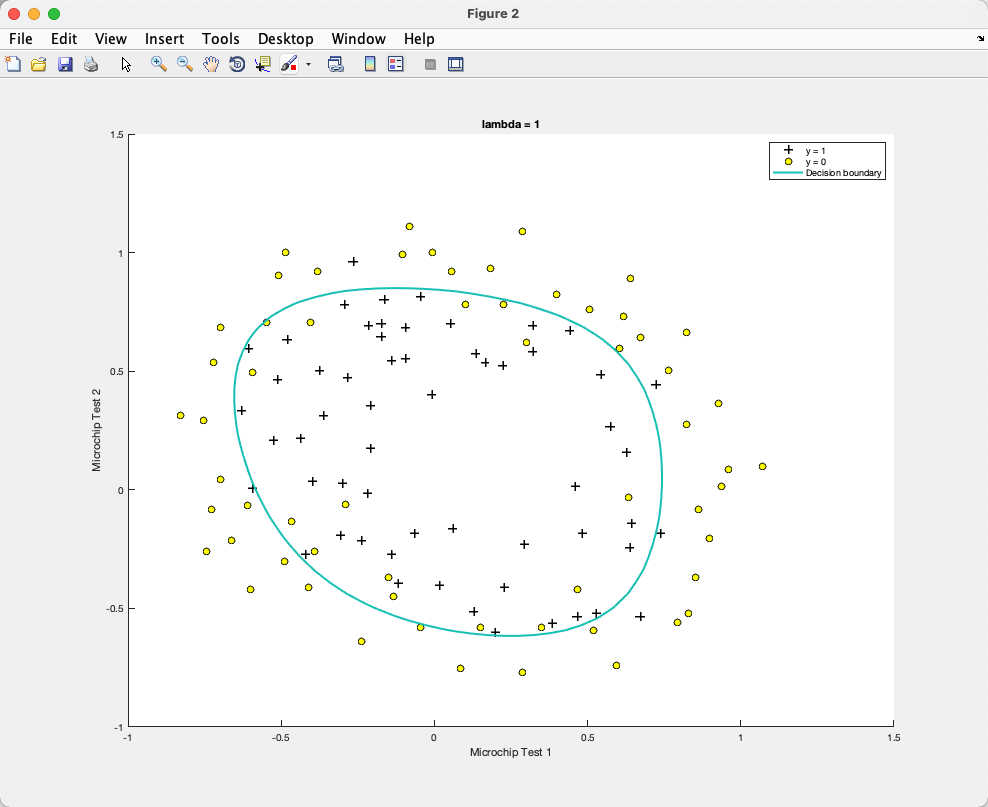 Figure 2
File Edit View Insert Tools Desktop Window Help
lambda = 1
y = 1
y = 0
Decision boundary
1.5
1
0.5
0
-0.5
-1
Microchip Test 2
-1 -0.5 0 0.5 1 1.5
Microchip Test 1